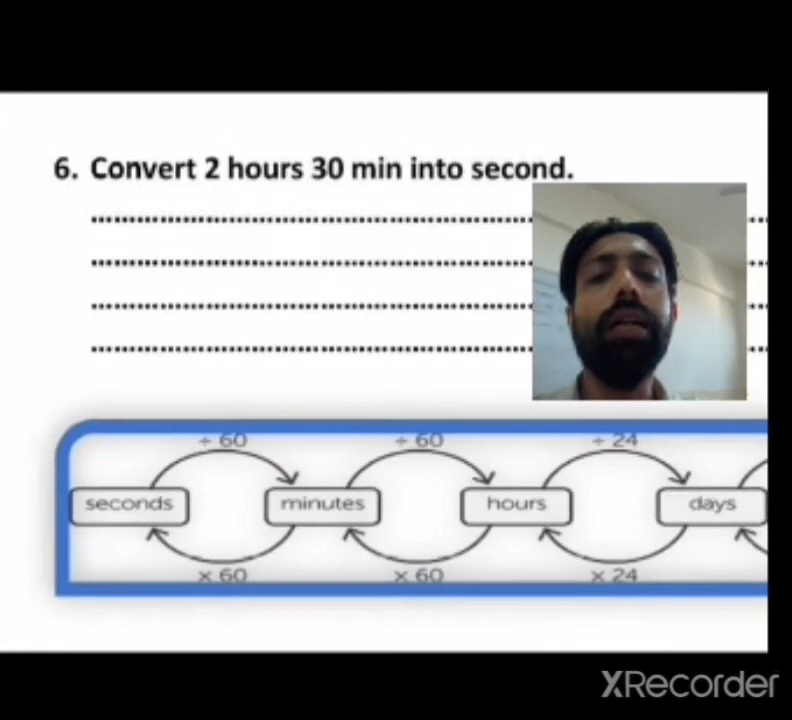 6. Convert 2 hours 30 min into second.
÷ 60 ÷ 60 ÷ 24
seconds minutes hours days
x 60 x 60 x 24
XRecorder